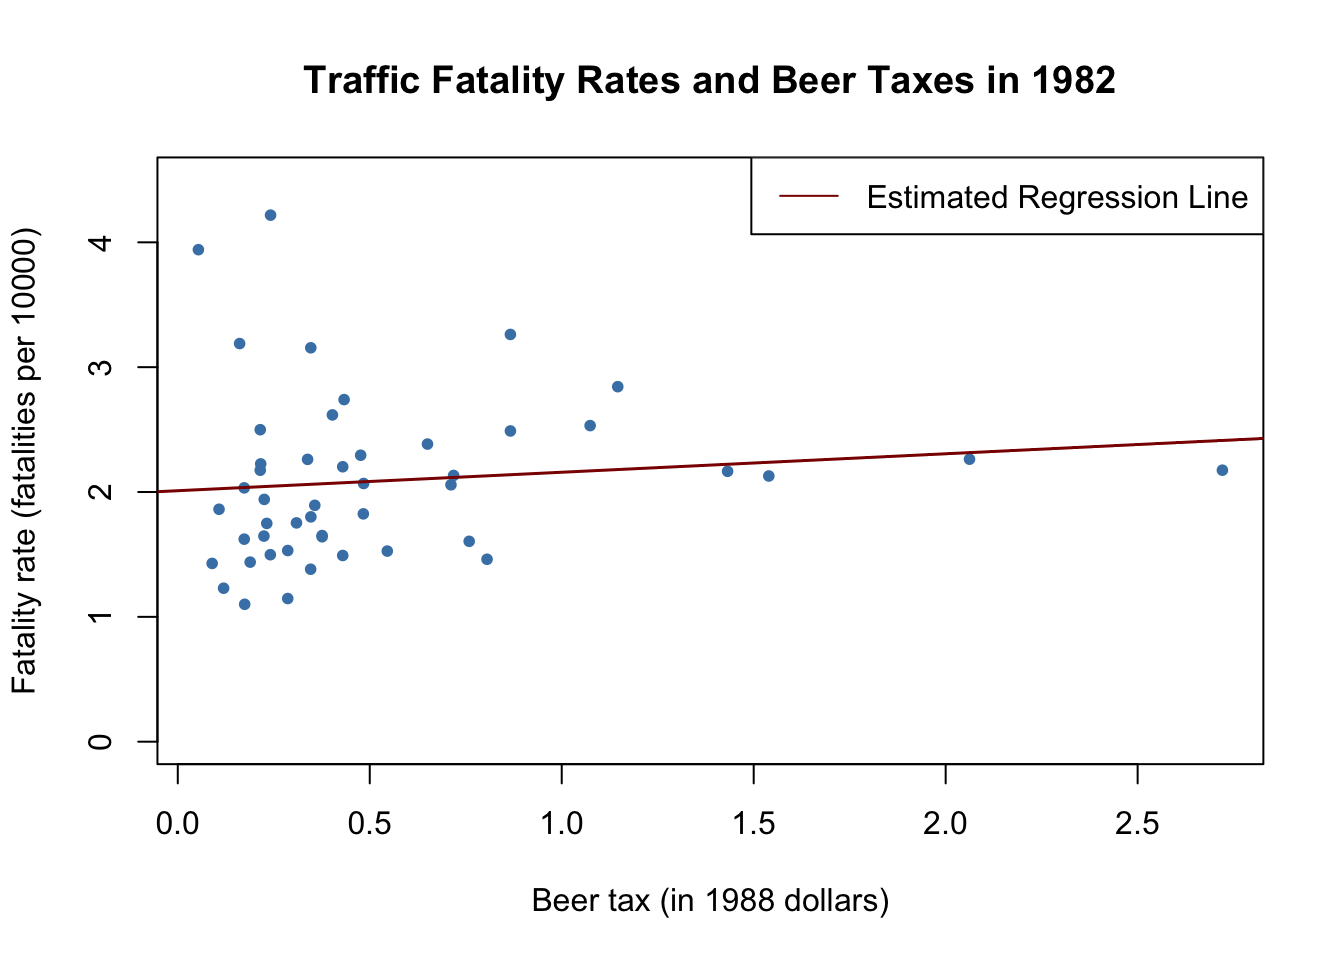 Traffic Fatality Rates and Beer Taxes in 1982
Estimated Regression Line
Fatality rate (fatalities per 10000)
4
3
2
1
0
0.0 0.5 1.0 1.5 2.0 2.5
Beer tax (in 1988 dollars)